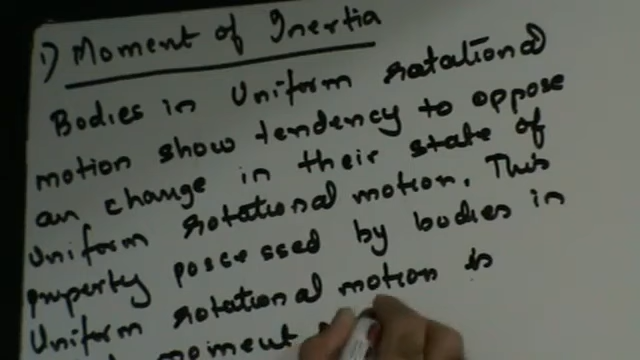 1) Moment of Inertia
Bodies in Uniform rotational
motion show tendency to oppose
an change in their state of
Uniform rotational motion. This
property poscessed by bodies in
Uniform rotational motion is
moment